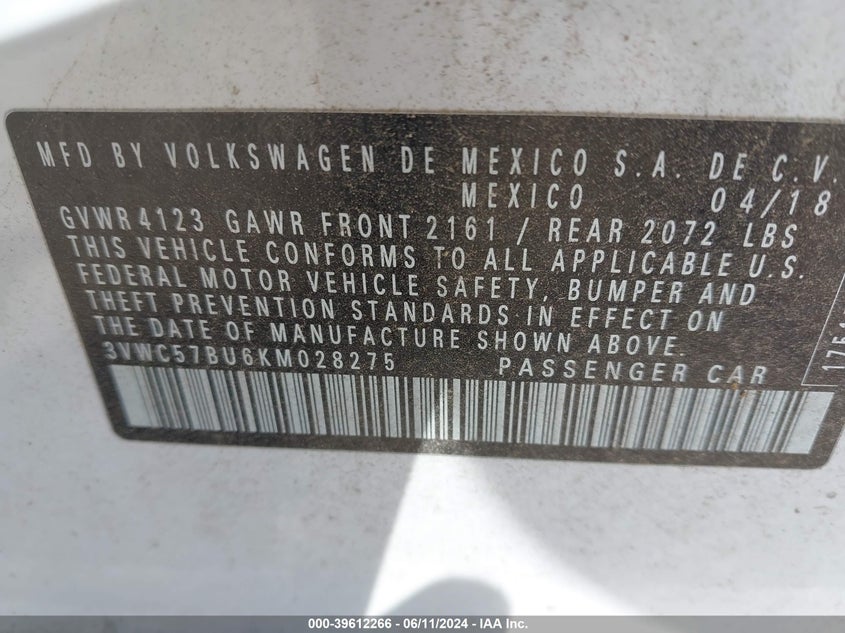 MFD BY VOLKSWAGEN DE MEXICO S.A. DE C.V.
MEXICO 04/18
GVWR 4123 GAWR FRONT 2161 / REAR 2072 LBS
THIS VEHICLE CONFORMS TO ALL APPLICABLE U.S.
FEDERAL MOTOR VEHICLE SAFETY, BUMPER AND
THEFT PREVENTION STANDARDS IN EFFECT ON
THE DATE OF MANUFACTURE SHOWN ABOVE.
3VWC57BU6KM028275 PASSENGER CAR
000-39612266 - 06/11/2024 - IAA Inc.